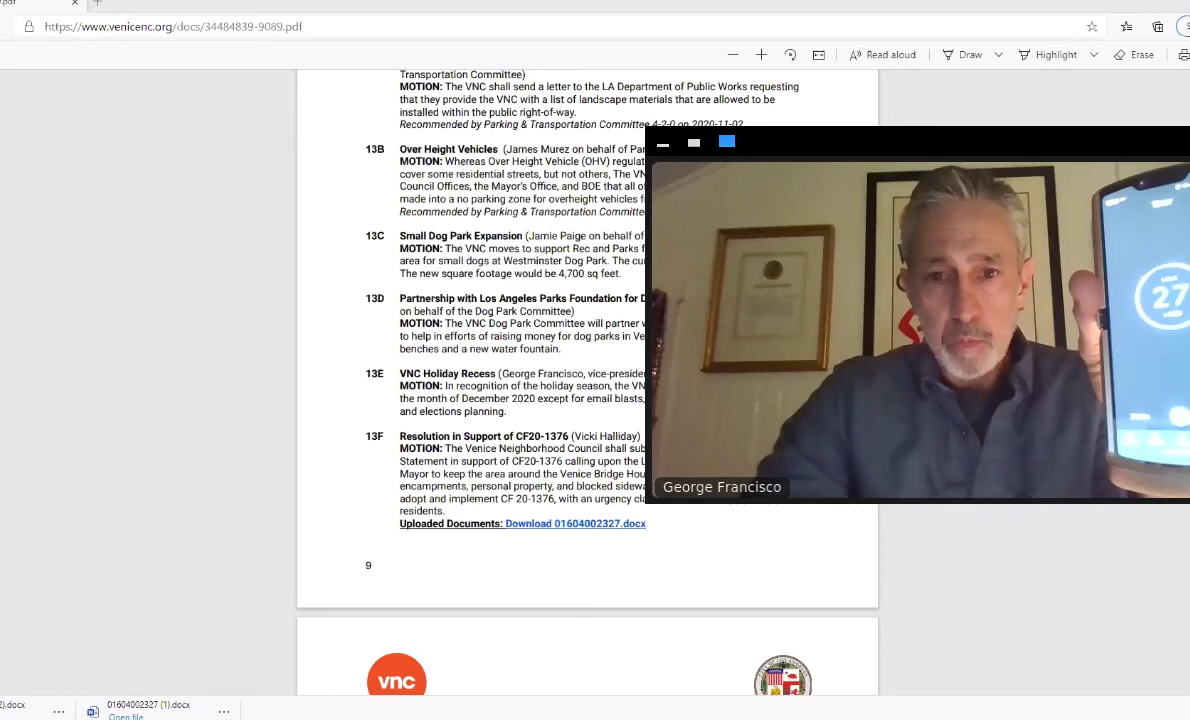 .pdf
https://www.venicenc.org/docs/34484839-9089.pdf
Read aloud
Draw
Highlight
Erase
Transportation Committee)
MOTION: The VNC shall send a letter to the LA Department of Public Works requesting
that they provide the VNC with a list of landscape materials that are allowed to be
installed within the public right-of-way.
Recommended by Parking & Transportation Committee 4-2-0 on 2020-11-02
13B Over Height Vehicles (James Murez on behalf of Par
MOTION: Whereas Over Height Vehicle (OHV) regulat
cover some residential streets, but not others, The VN
Council Offices, the Mayor's Office, and BOE that all of
made into a no parking zone for overheight vehicles f
Recommended by Parking & Transportation Committe
13C Small Dog Park Expansion (Jamie Paige on behalf of
MOTION: The VNC moves to support Rec and Parks f
area for small dogs at Westminster Dog Park. The cu
The new square footage would be 4,700 sq feet.
13D Partnership with Los Angeles Parks Foundation for D
on behalf of the Dog Park Committee)
MOTION: The VNC Dog Park Committee will partner w
to help in efforts of raising money for dog parks in Ve
benches and a new water fountain.
13E VNC Holiday Recess (George Francisco, vice-presiden
MOTION: In recognition of the holiday season, the VN
the month of December 2020 except for email blasts,
and elections planning.
13F Resolution in Support of CF20-1376 (Vicki Halliday)
MOTION: The Venice Neighborhood Council shall sub
Statement in support of CF20-1376 calling upon the L
Mayor to keep the area around the Venice Bridge Hou
encampments, personal property, and blocked sidew
adopt and implement CF 20-1376, with an urgency cla
residents.
Uploaded Documents: Download 01604002327.docx
9
27
George Francisco
vnc
2).docx
01604002327 (1).docx
Open file